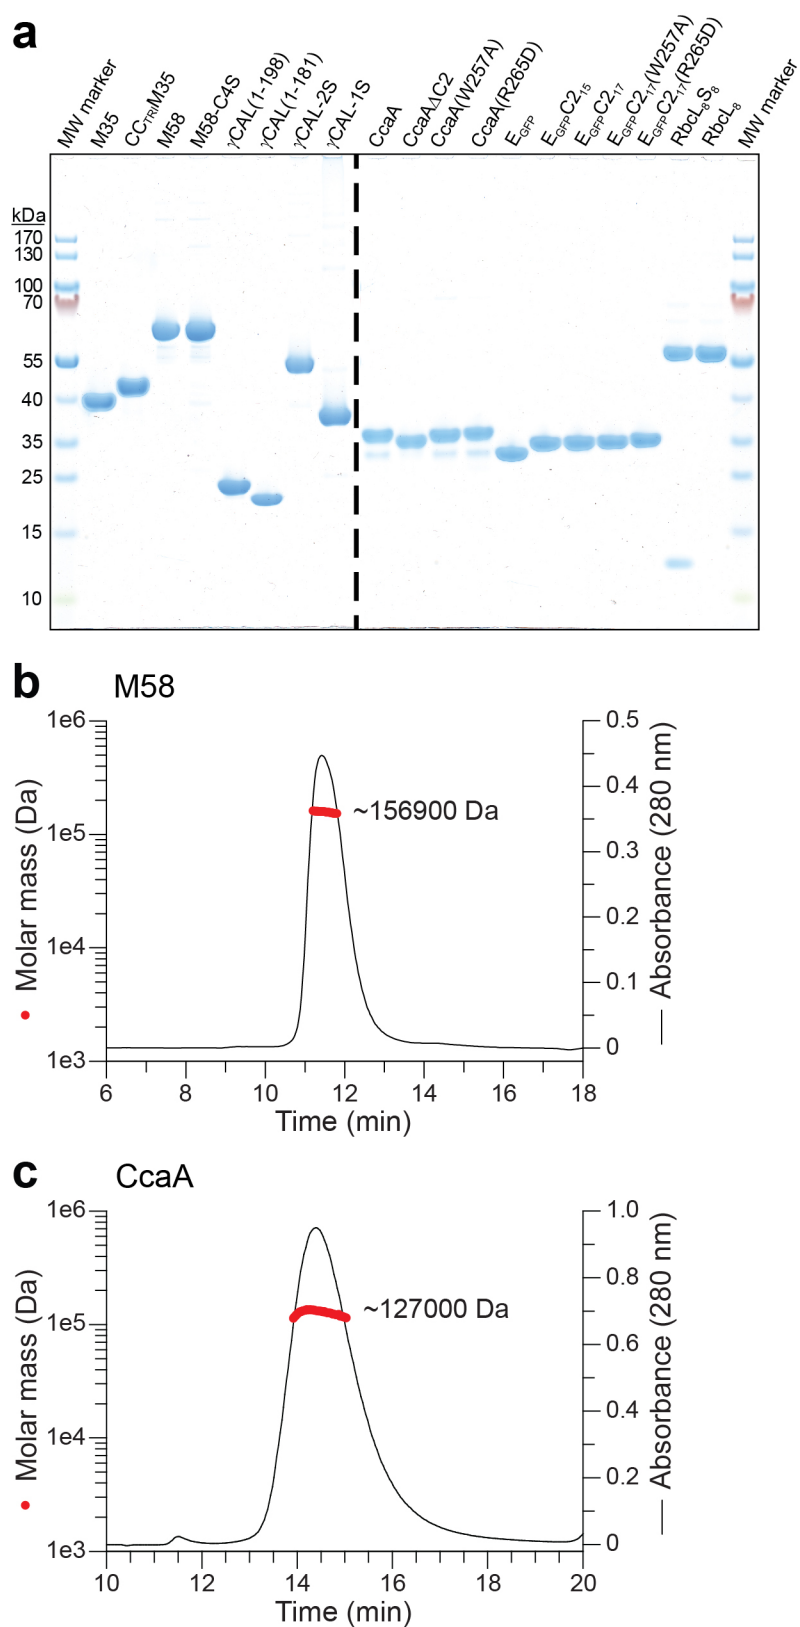 a
MW marker
M35
CCTRIM35
M58
M58-C4S
γCAL(1-198)
γCAL(1-181)
γCAL-2S
γCAL-1S
CcaA
CcaAΔC2
CcaA(W257A)
CcaA(R265D)
EGFP
EGFPC215
EGFPC217
EGFPC217(W257A)
EGFPC217(R265D)
RbcL8S8
RbcL8
MW marker
kDa
170
130
100
70
55
40
35
25
15
10
b
M58
1e6
1e5
1e4
1e3
Molar mass (Da)
~156900 Da
0.5
0.4
0.3
0.2
0.1
0
Absorbance (280 nm)
6 8 10 12 14 16 18
Time (min)
c
CcaA
1e6
1e5
1e4
1e3
Molar mass (Da)
~127000 Da
1.0
0.8
0.6
0.4
0.2
0
Absorbance (280 nm)
10 12 14 16 18 20
Time (min)